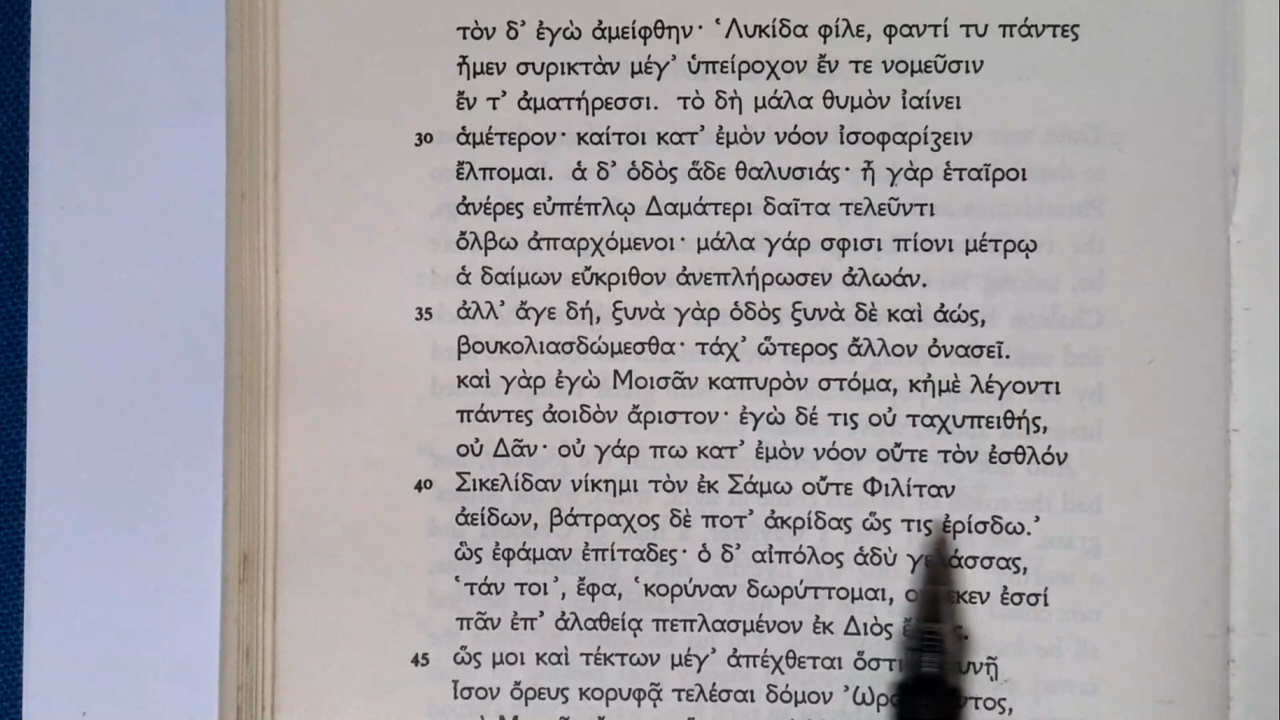 τὸν δ’ ἐγὼ ἀμείφθην· ‘Λυκίδα φίλε, φαντί τυ πάντες
ἦμεν συρικτὰν μέγ’ ὑπείροχον ἔν τε νομεῦσιν
ἔν τ’ ἀματήρεσσι. τὸ δὴ μάλα θυμὸν ἰαίνει
30 ἁμέτερον· καίτοι κατ’ ἐμὸν νόον ἰσοφαρίζειν
ἔλπομαι. ἁ δ’ ὁδὸς ἅδε θαλυσιάς· ἦ γὰρ ἑταῖροι
ἀνέρες εὐπέπλῳ Δαμάτερι δαῖτα τελεῦντι
ὄλβω ἀπαρχόμενοι· μάλα γάρ σφισι πίονι μέτρῳ
ἁ δαίμων εὔκριθον ἀνεπλήρωσεν ἀλωάν.
35 ἀλλ’ ἄγε δή, ξυνὰ γὰρ ὁδὸς ξυνὰ δὲ καὶ ἀώς,
βουκολιασδώμεσθα· τάχ’ ὥτερος ἄλλον ὀνασεῖ.
καὶ γὰρ ἐγὼ Μοισᾶν καπυρὸν στόμα, κἠμὲ λέγοντι
πάντες ἀοιδὸν ἄριστον· ἐγὼ δέ τις οὐ ταχυπειθής,
οὐ Δᾶν· οὐ γάρ πω κατ’ ἐμὸν νόον οὔτε τὸν ἐσθλόν
40 Σικελίδαν νίκημι τὸν ἐκ Σάμω οὔτε Φιλίταν
ἀείδων, βάτραχος δὲ ποτ’ ἀκρίδας ὥς τις ἐρίσδω.’
ὣς ἐφάμαν ἐπίταδες· ὁ δ’ αἰπόλος ἁδὺ
‘τάν τοι’, ἔφα, ‘κορύναν δωρύττομαι, ἐσσί
πᾶν ἐπ’ ἀλαθείᾳ πεπλασμένον ἐκ Διὸς
45 ὥς μοι καὶ τέκτων μέγ’ ἀπέχθεται
ἶσον ὄρευς κορυφᾷ τελέσαι δόμον